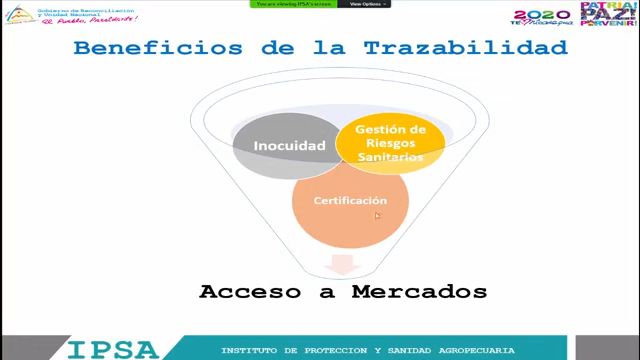 Gobierno de Reconciliación
y Unidad Nacional
El Pueblo, Presidente!
You are viewing IPSA's screen
View Options
2020
PATRIA!
PAZ!
PORVENIR!
Beneficios de la Trazabilidad
Inocuidad
Gestión de
Riesgos
Sanitarios
Certificación
Acceso a Mercados
IPSA
INSTITUTO DE PROTECCION Y SANIDAD AGROPECUARIA